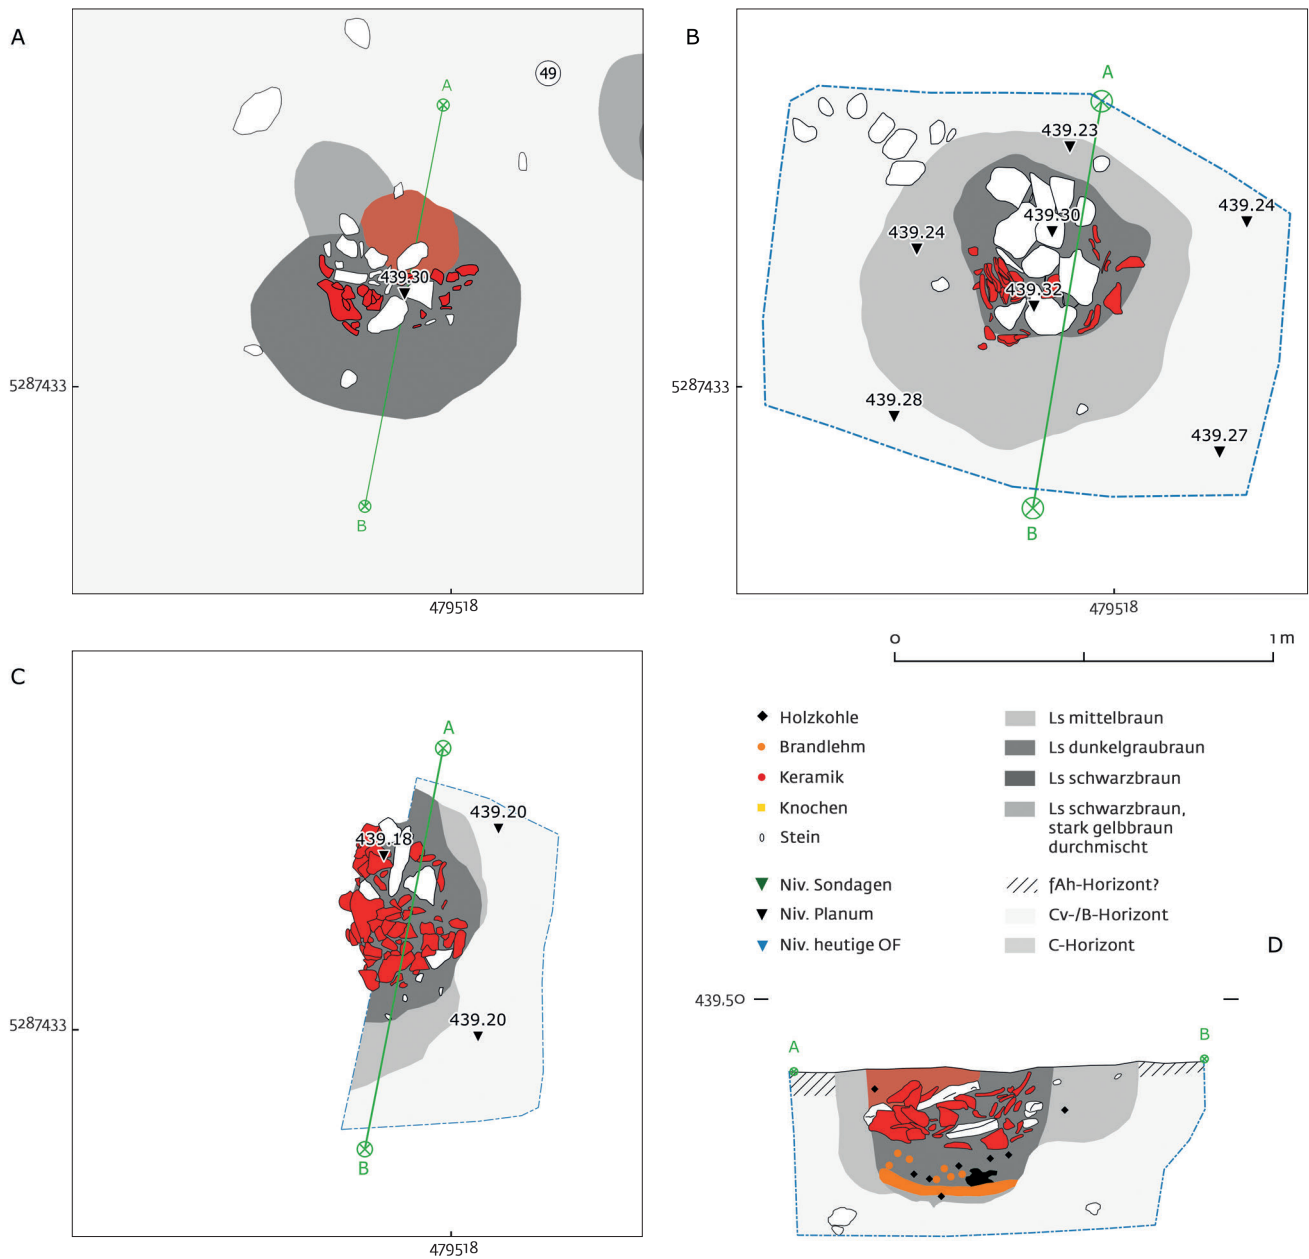 A
49
A
439.30
5287433
B
479518
B
A
439.23
439.24
439.30
439.24
439.32
5287433
439.28
439.27
B
479518
C
A
439.20
439.18
439.20
5287433
B
479518
0 1 m
Holzkohle
Brandlehm
Keramik
Knochen
Stein
Niv. Sondagen
Niv. Planum
Niv. heutige OF
Ls mittelbraun
Ls dunkelgraubraun
Ls schwarzbraun
Ls schwarzbraun,
stark gelbbraun
durchmischt
fAh-Horizont?
Cv-/B-Horizont
C-Horizont
D
439.50
A
B